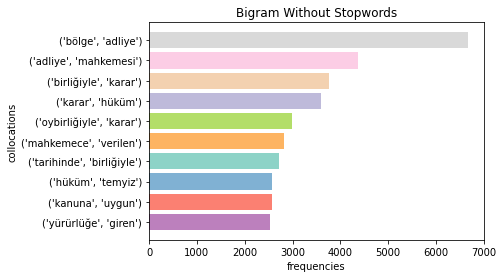 Bigram Without Stopwords
collocations
('bölge', 'adliye')
('adliye', 'mahkemesi')
('birliğiyle', 'karar')
('karar', 'hüküm')
('oybirliğiyle', 'karar')
('mahkemece', 'verilen')
('tarihinde', 'birliğiyle')
('hüküm', 'temyiz')
('kanuna', 'uygun')
('yürürlüğe', 'giren')
0 1000 2000 3000 4000 5000 6000 7000
frequencies